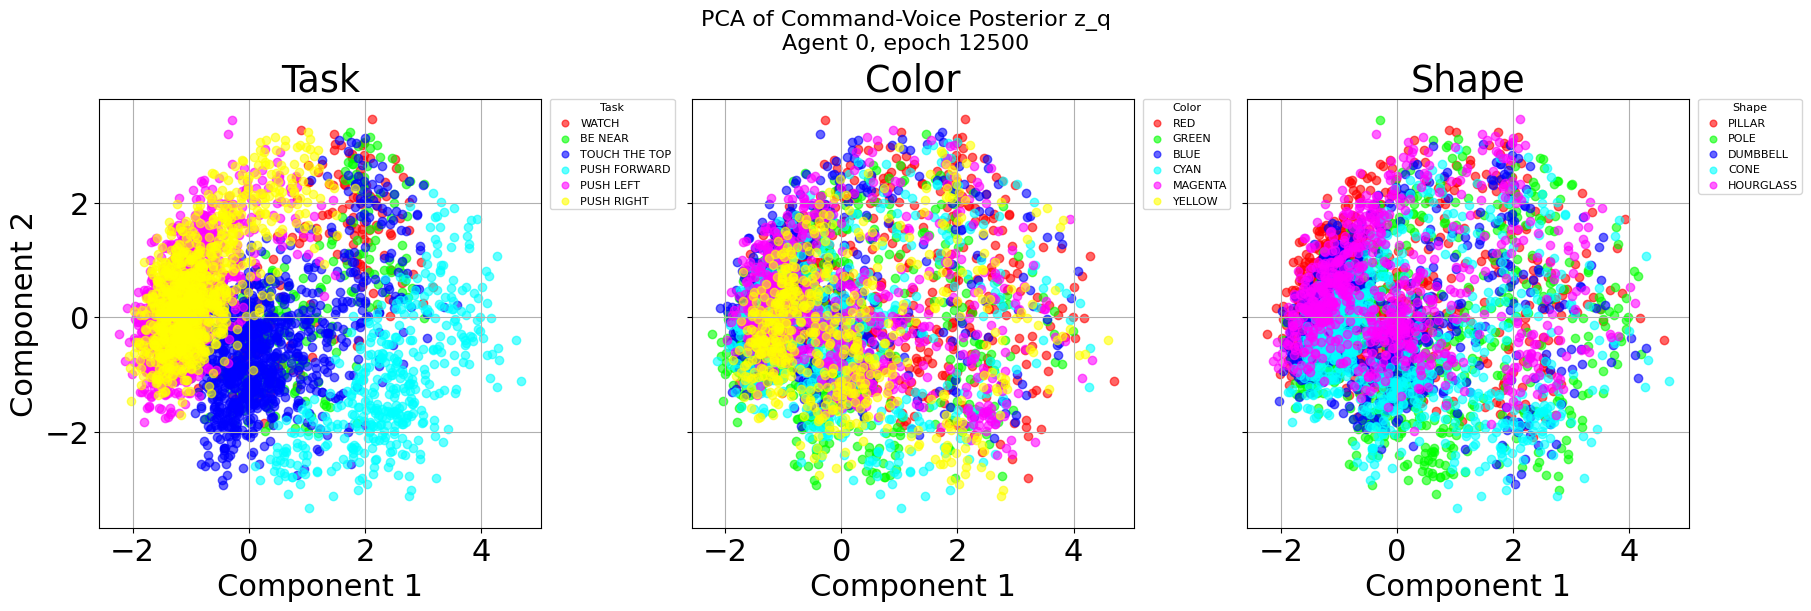 PCA of Command-Voice Posterior z_q
Agent 0, epoch 12500
Task
Color
Shape
Component 2
2
0
−2
−2 0 2 4
Component 1
−2 0 2 4
Component 1
−2 0 2 4
Component 1
Task
WATCH
BE NEAR
TOUCH THE TOP
PUSH FORWARD
PUSH LEFT
PUSH RIGHT
Color
RED
GREEN
BLUE
CYAN
MAGENTA
YELLOW
Shape
PILLAR
POLE
DUMBBELL
CONE
HOURGLASS